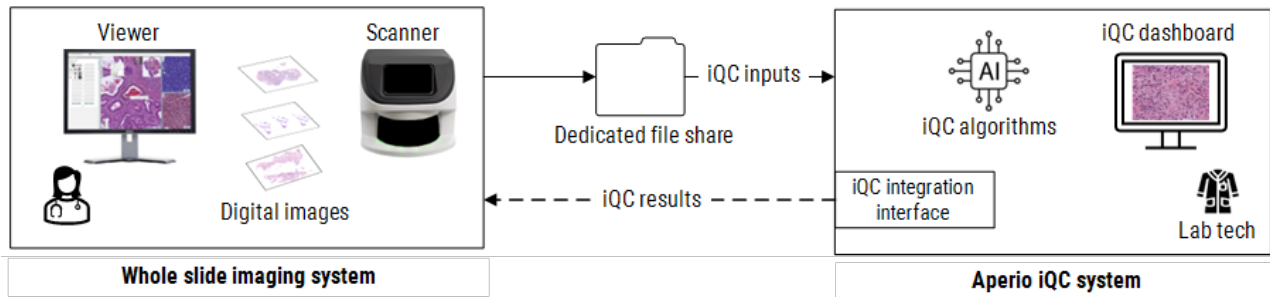 Viewer
Scanner
Digital images
Whole slide imaging system
Dedicated file share
iQC inputs
iQC results
AI
iQC algorithms
iQC dashboard
iQC integration
interface
Lab tech
Aperio iQC system